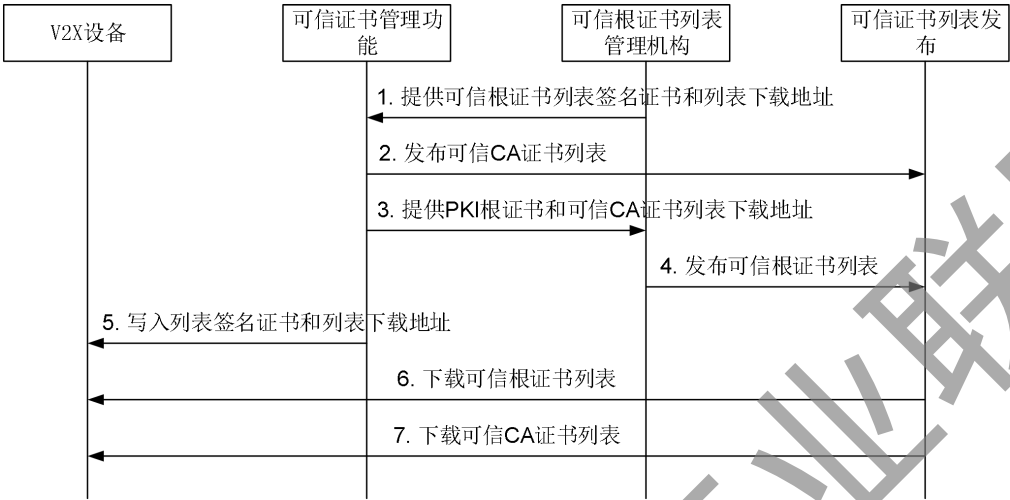 V2X设备
可信证书管理功
能
可信根证书列表
管理机构
可信证书列表发
布
1. 提供可信根证书列表签名证书和列表下载地址
2. 发布可信CA证书列表
3. 提供PKI根证书和可信CA证书列表下载地址
4. 发布可信根证书列表
5. 写入列表签名证书和列表下载地址
6. 下载可信根证书列表
7. 下载可信CA证书列表
业联